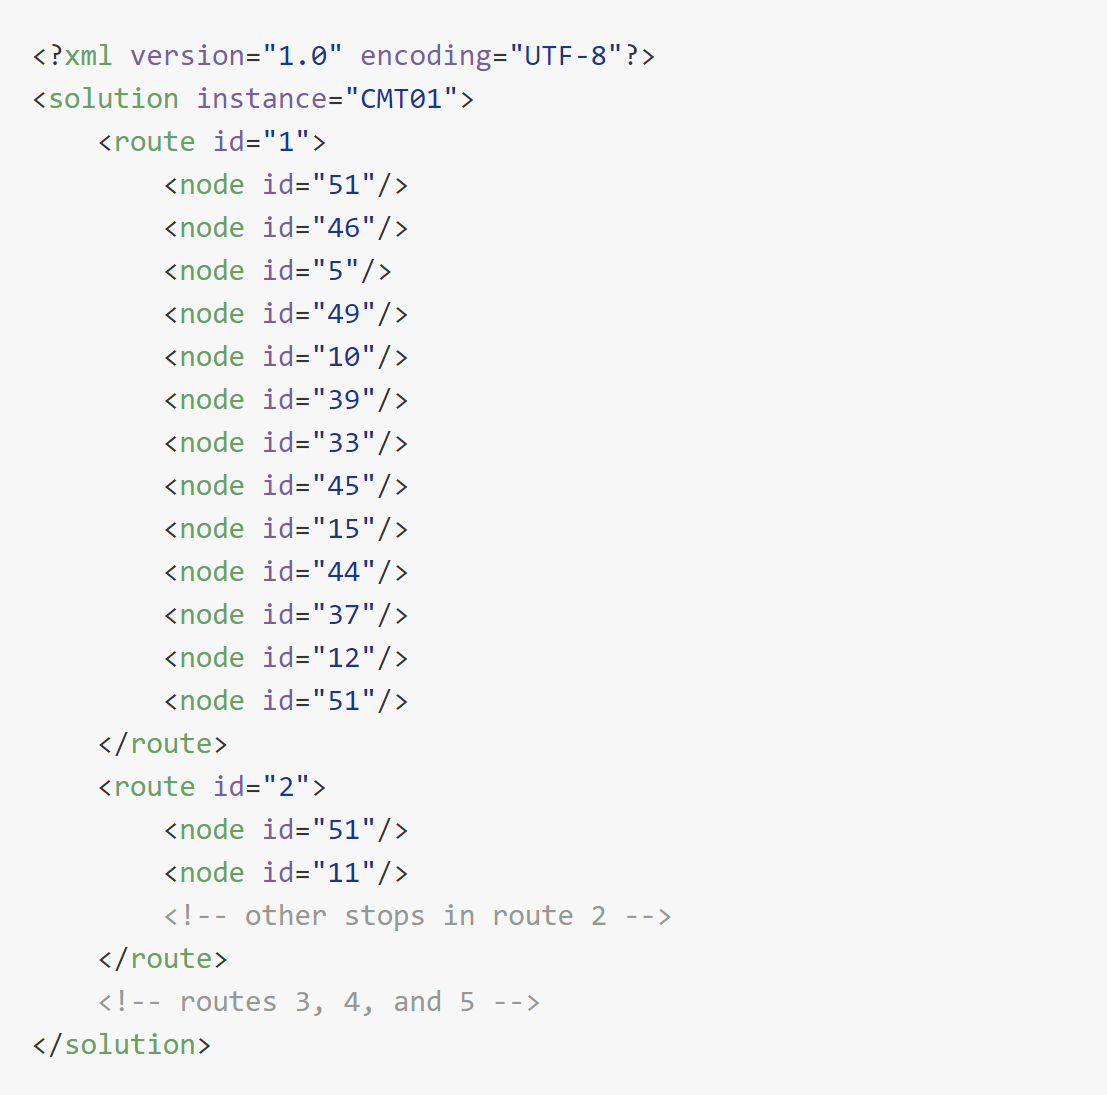 <?xml version="1.0" encoding="UTF-8"?>
<solution instance="CMT01">
    <route id="1">
        <node id="51"/>
        <node id="46"/>
        <node id="5"/>
        <node id="49"/>
        <node id="10"/>
        <node id="39"/>
        <node id="33"/>
        <node id="45"/>
        <node id="15"/>
        <node id="44"/>
        <node id="37"/>
        <node id="12"/>
        <node id="51"/>
    </route>
    <route id="2">
        <node id="51"/>
        <node id="11"/>
        <!-- other stops in route 2 -->
    </route>
    <!-- routes 3, 4, and 5 -->
</solution>